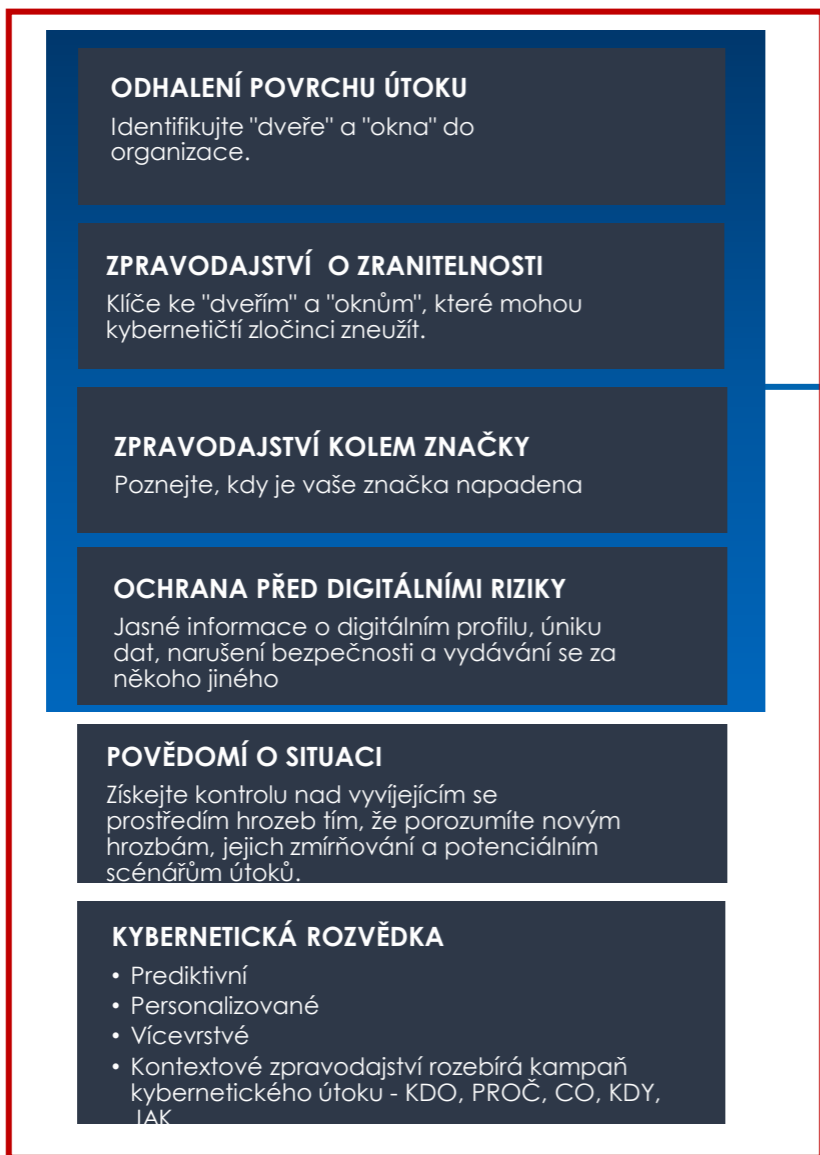 ODHALENÍ POVRCHU ÚTOKU
Identifikujte "dveře" a "okna" do
organizace.
ZPRAVODAJSTVÍ  O ZRANITELNOSTI
Klíče ke "dveřím" a "oknům", které mohou
kybernetičtí zločinci zneužít.
ZPRAVODAJSTVÍ KOLEM ZNAČKY
Poznejte, kdy je vaše značka napadena
OCHRANA PŘED DIGITÁLNÍMI RIZIKY
Jasné informace o digitálním profilu, úniku
dat, narušení bezpečnosti a vydávání se za
někoho jiného
POVĚDOMÍ O SITUACI
Získejte kontrolu nad vyvíjejícím se
prostředím hrozeb tím, že porozumíte novým
hrozbám, jejich zmírňování a potenciálním
scénářům útoků.
KYBERNETICKÁ ROZVĚDKA
• Prediktivní
• Personalizované
• Vícevrstvé
• Kontextové zpravodajství rozebírá kampaň
kybernetického útoku - KDO, PROČ, CO, KDY,
JAK